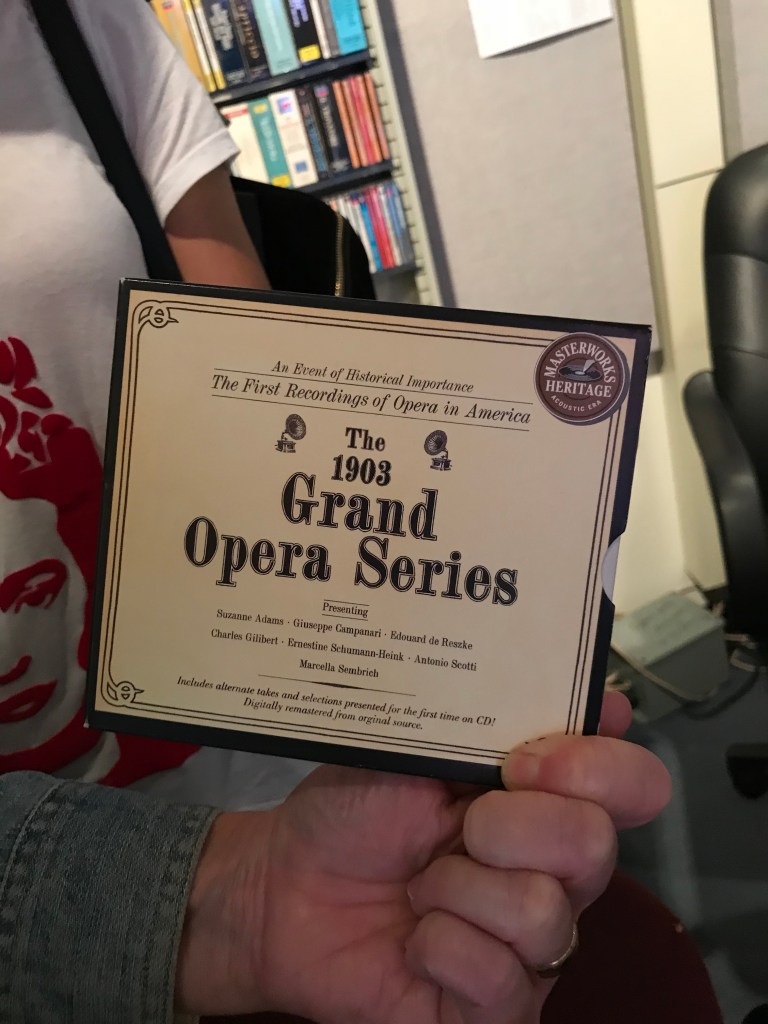 An Event of Historical Importance
The First Recordings of Opera in America
MASTERWORKS
HERITAGE
ACOUSTIC ERA
The
1903
Grand
Opera Series
Presenting
Suzanne Adams · Giuseppe Campanari · Edouard de Reszke
Charles Gilibert · Ernestine Schumann-Heink · Antonio Scotti
Marcella Sembrich
Includes alternate takes and selections presented for the first time on CD!
Digitally remastered from orginal source.